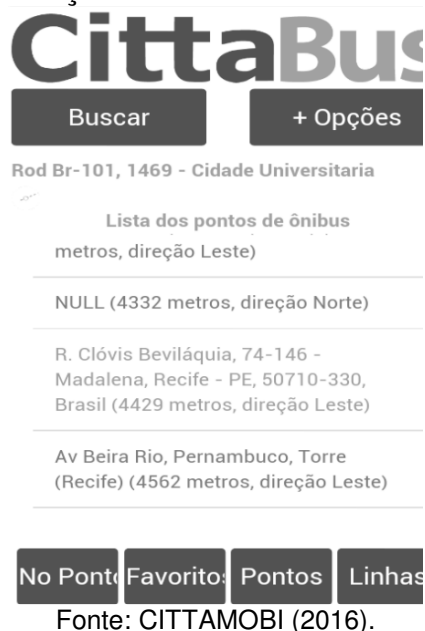 CittaBus
Buscar
+ Opções
Rod Br-101, 1469 - Cidade Universitaria
Lista dos pontos de ônibus
metros, direção Leste)
NULL (4332 metros, direção Norte)
R. Clóvis Beviláquia, 74-146 -
Madalena, Recife - PE, 50710-330,
Brasil (4429 metros, direção Leste)
Av Beira Rio, Pernambuco, Torre
(Recife) (4562 metros, direção Leste)
No Ponto
Favoritos
Pontos
Linhas
Fonte: CITTAMOBI (2016).